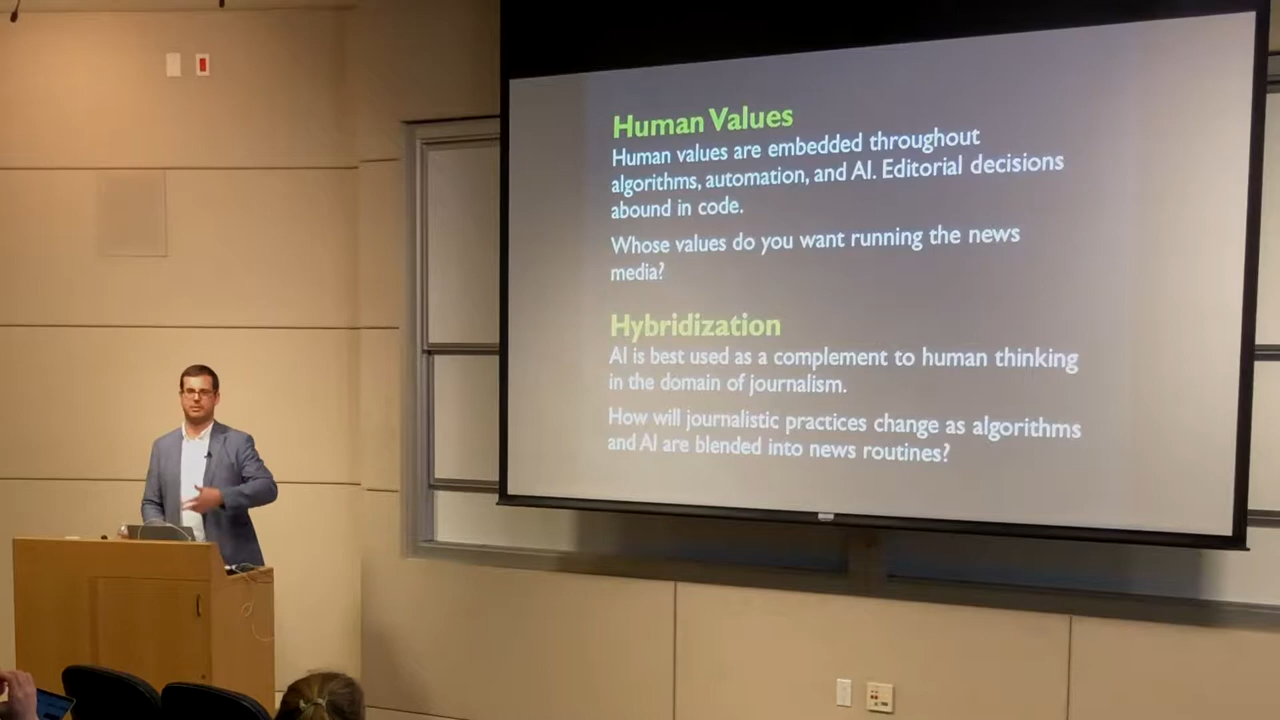 Human Values
Human values are embedded throughout
algorithms, automation, and AI. Editorial decisions
abound in code.
Whose values do you want running the news
media?
Hybridization
AI is best used as a complement to human thinking
in the domain of journalism.
How will journalistic practices change as algorithms
and AI are blended into news routines?